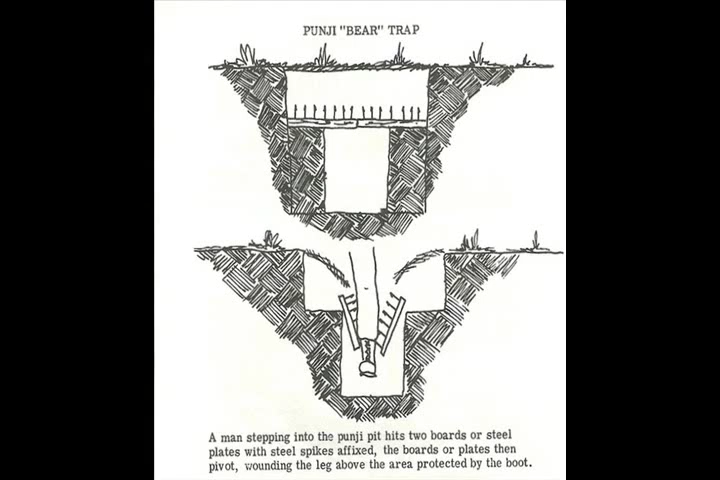 PUNJI "BEAR" TRAP
A man stepping into the punji pit hits two boards or steel
plates with steel spikes affixed, the boards or plates then
pivot, wounding the leg above the area protected by the boot.